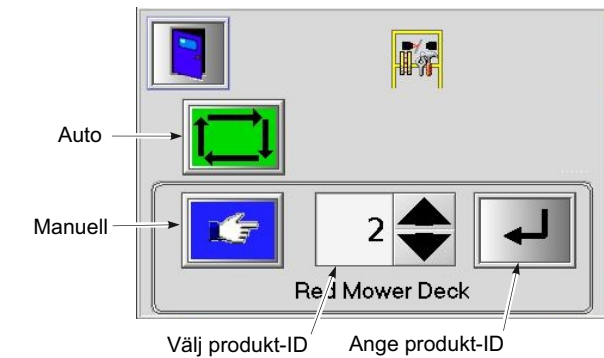 Auto
Manuell
2
Red Mower Deck
Välj produkt-ID
Ange produkt-ID